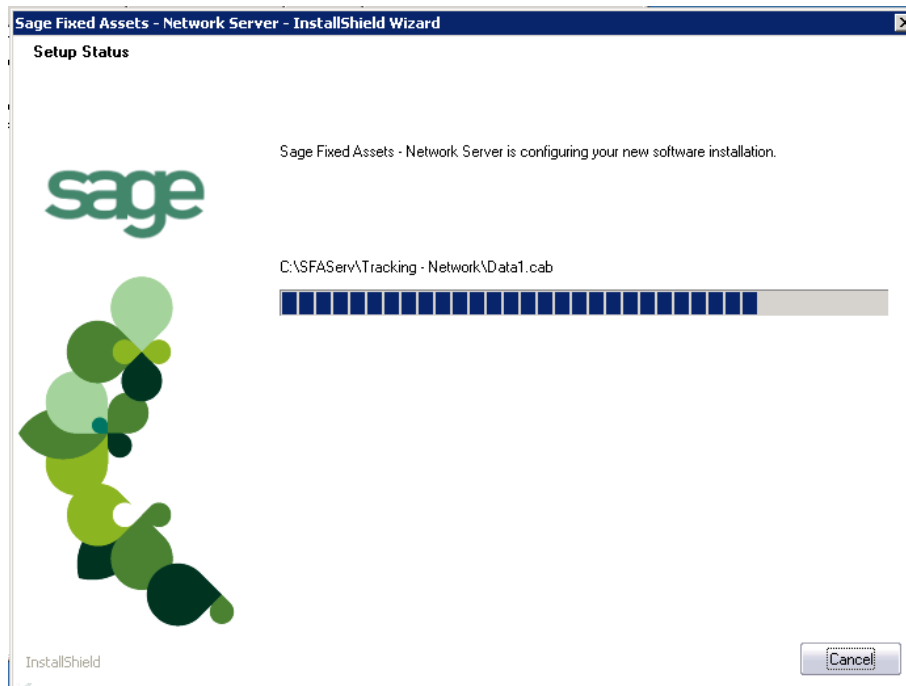 Sage Fixed Assets - Network Server - InstallShield Wizard
Setup Status
Sage Fixed Assets - Network Server is configuring your new software installation.
sage
C:\SFAServ\Tracking - Network\Data1.cab
InstallShield
Cancel